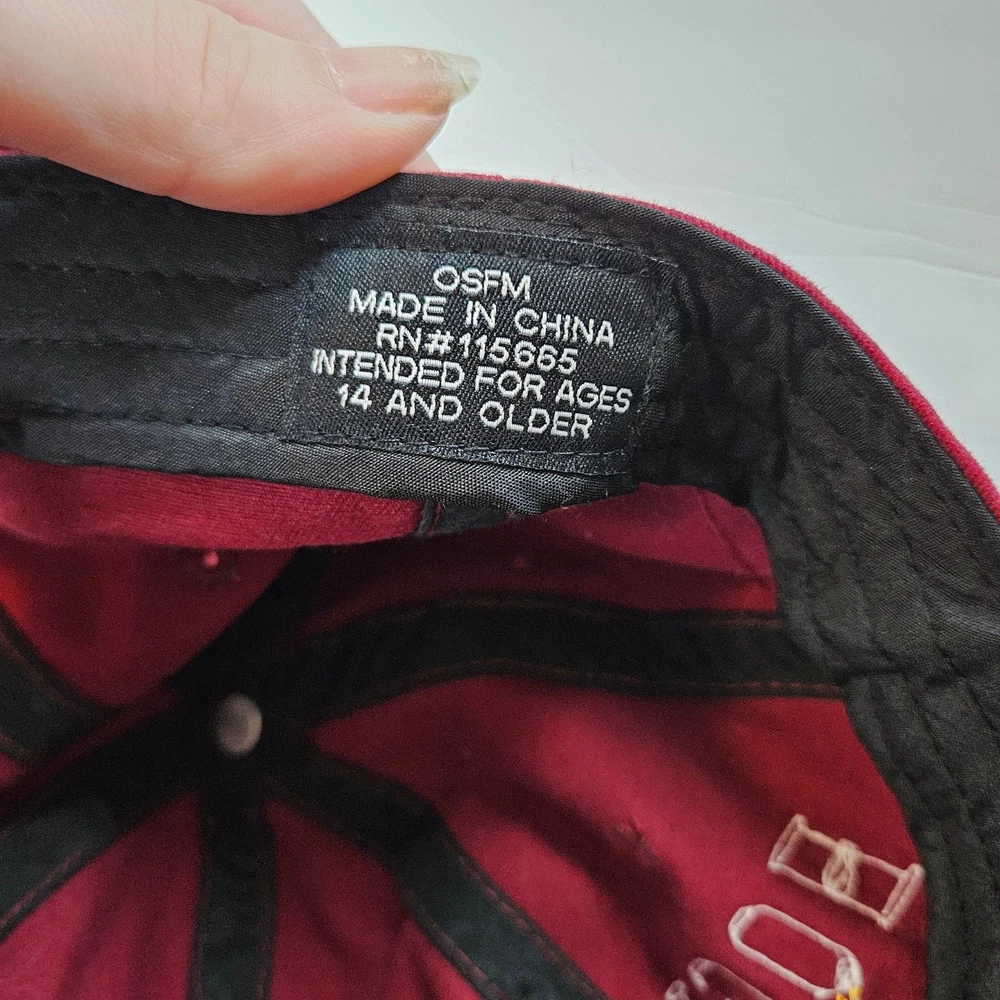 OSFM
MADE IN CHINA
RN#115665
INTENDED FOR AGES
14 AND OLDER